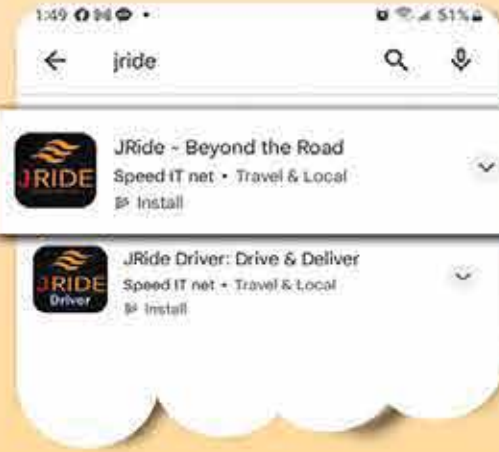 1:49
51%
jride
JRIDE
JRide - Beyond the Road
Speed IT net • Travel & Local
Install
JRIDE
Driver
JRide Driver: Drive & Deliver
Speed IT net • Travel & Local
Install